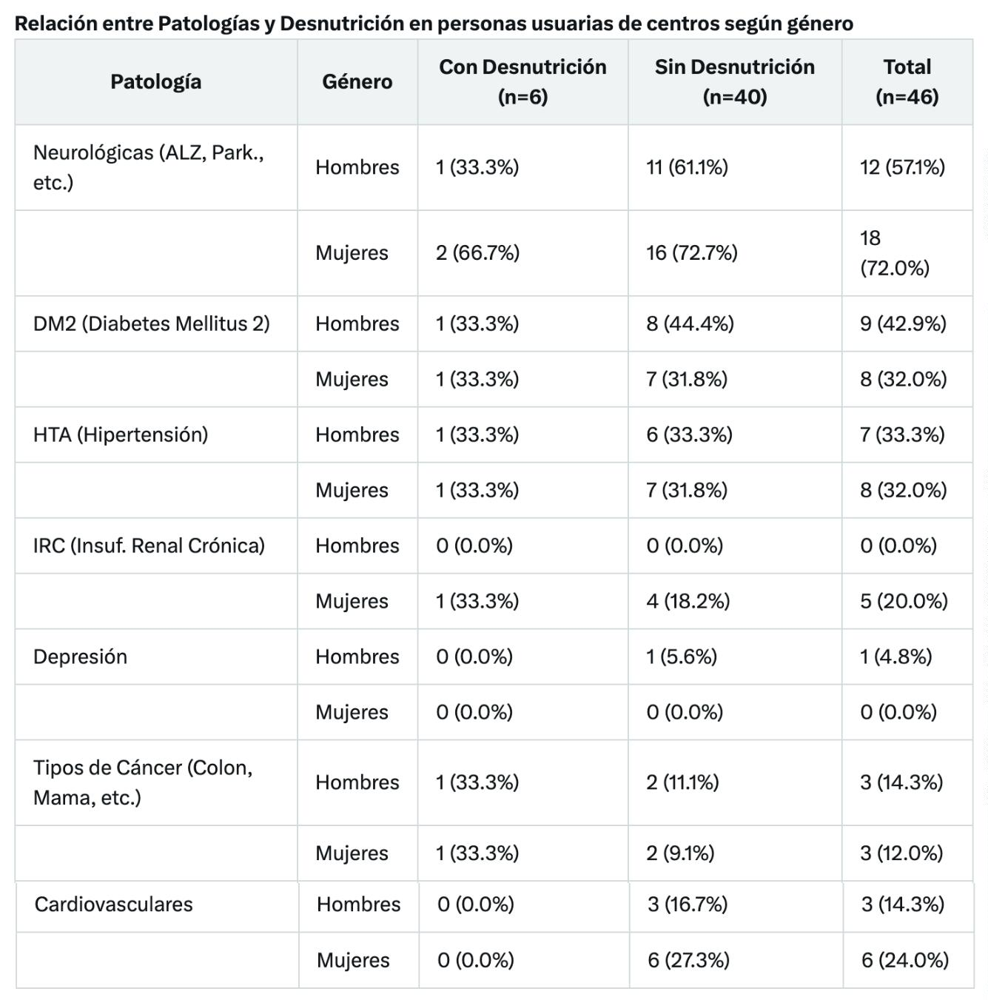 Relación entre Patologías y Desnutrición en personas usuarias de centros según género
Patología Género Con Desnutrición (n=6) Sin Desnutrición (n=40) Total (n=46)
Neurológicas (ALZ, Park., etc.) Hombres 1 (33.3%) 11 (61.1%) 12 (57.1%)
Mujeres 2 (66.7%) 16 (72.7%) 18 (72.0%)
DM2 (Diabetes Mellitus 2) Hombres 1 (33.3%) 8 (44.4%) 9 (42.9%)
Mujeres 1 (33.3%) 7 (31.8%) 8 (32.0%)
HTA (Hipertensión) Hombres 1 (33.3%) 6 (33.3%) 7 (33.3%)
Mujeres 1 (33.3%) 7 (31.8%) 8 (32.0%)
IRC (Insuf. Renal Crónica) Hombres 0 (0.0%) 0 (0.0%) 0 (0.0%)
Mujeres 1 (33.3%) 4 (18.2%) 5 (20.0%)
Depresión Hombres 0 (0.0%) 1 (5.6%) 1 (4.8%)
Mujeres 0 (0.0%) 0 (0.0%) 0 (0.0%)
Tipos de Cáncer (Colon, Mama, etc.) Hombres 1 (33.3%) 2 (11.1%) 3 (14.3%)
Mujeres 1 (33.3%) 2 (9.1%) 3 (12.0%)
Cardiovasculares Hombres 0 (0.0%) 3 (16.7%) 3 (14.3%)
Mujeres 0 (0.0%) 6 (27.3%) 6 (24.0%)